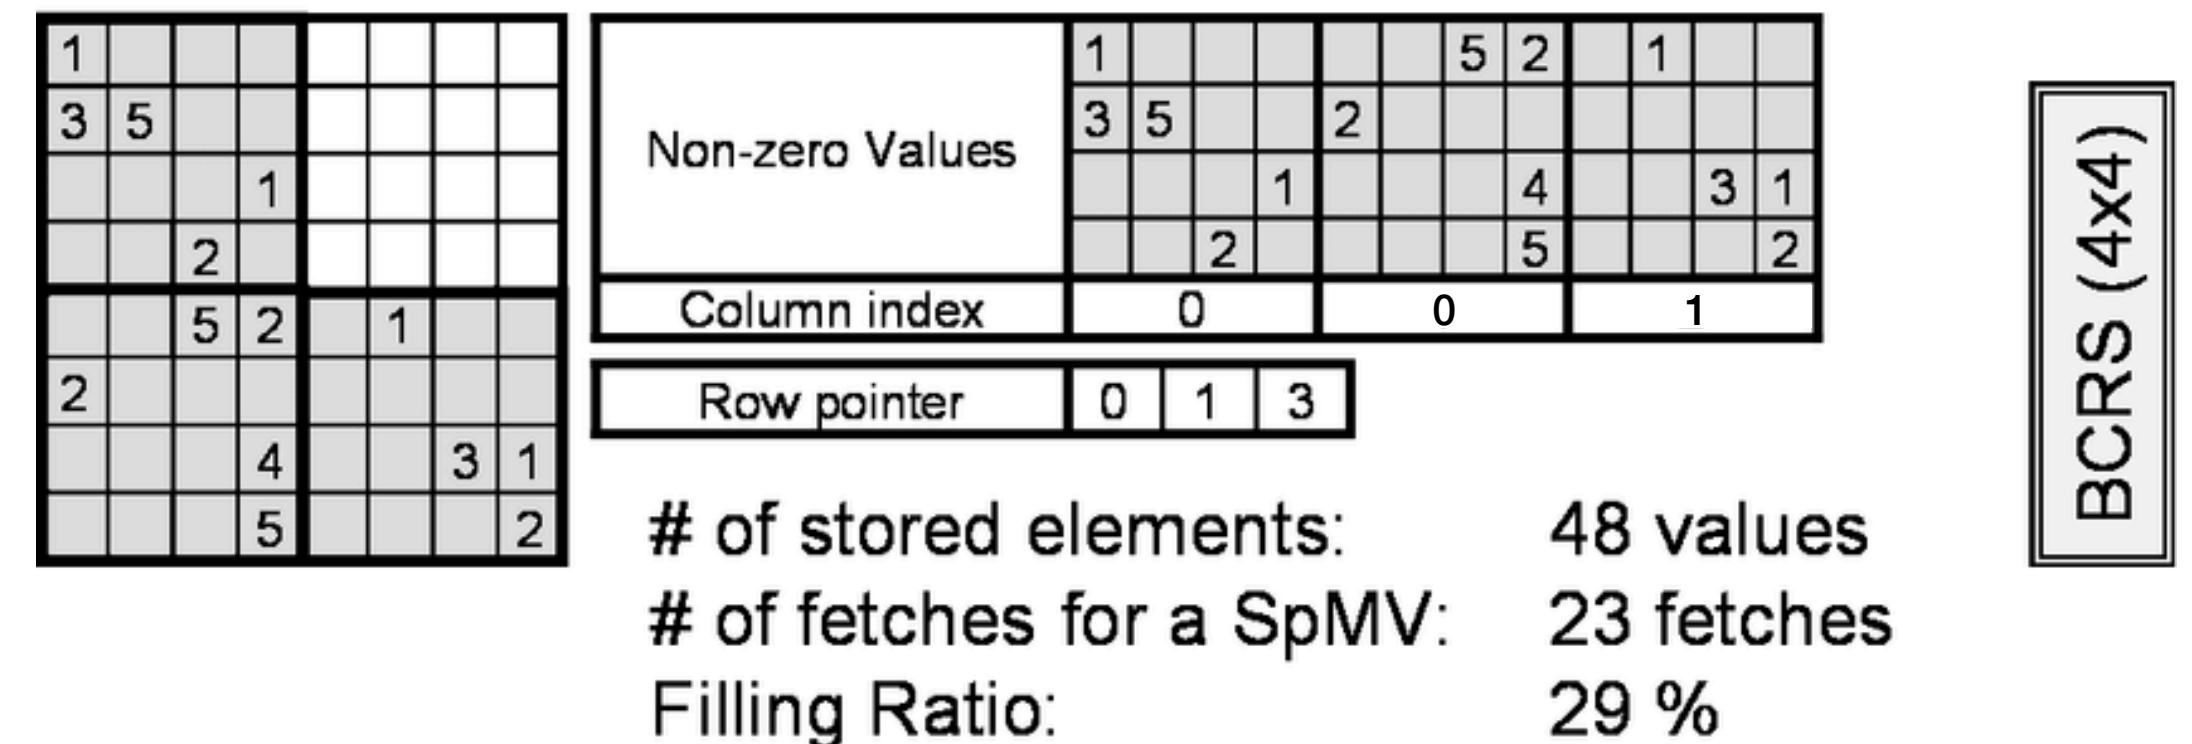 1
3 5
1
2
5 2 1
2
4 3 1
5 2
Non-zero Values
1 5 2 1
3 5 2
1 4 3 1
2 5 2
Column index 0 0 1
Row pointer 0 1 3
# of stored elements: 48 values
# of fetches for a SpMV: 23 fetches
Filling Ratio: 29 %
BCRS (4x4)